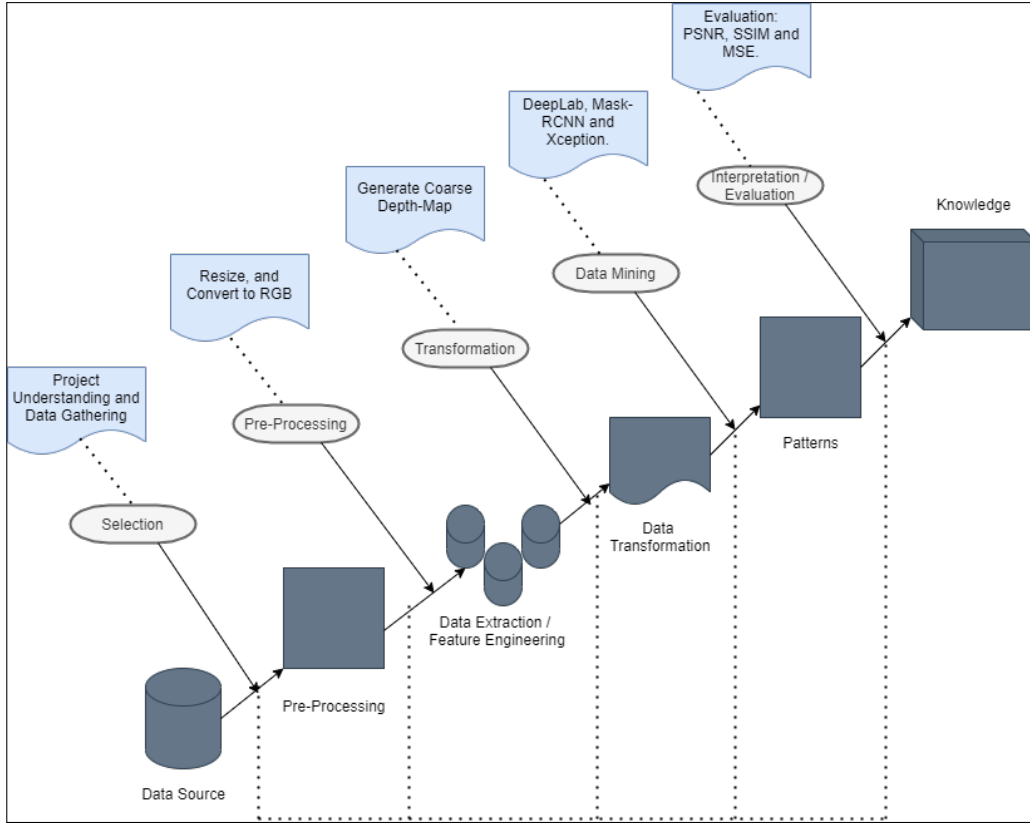 Evaluation:
PSNR, SSIM and
MSE.
DeepLab, Mask-
RCNN and
Xception.
Interpretation /
Evaluation
Generate Coarse
Depth-Map
Knowledge
Resize, and
Convert to RGB
Data Mining
Transformation
Project
Understanding and
Data Gathering
Pre-Processing
Patterns
Selection
Data
Transformation
Data Extraction /
Feature Engineering
Pre-Processing
Data Source